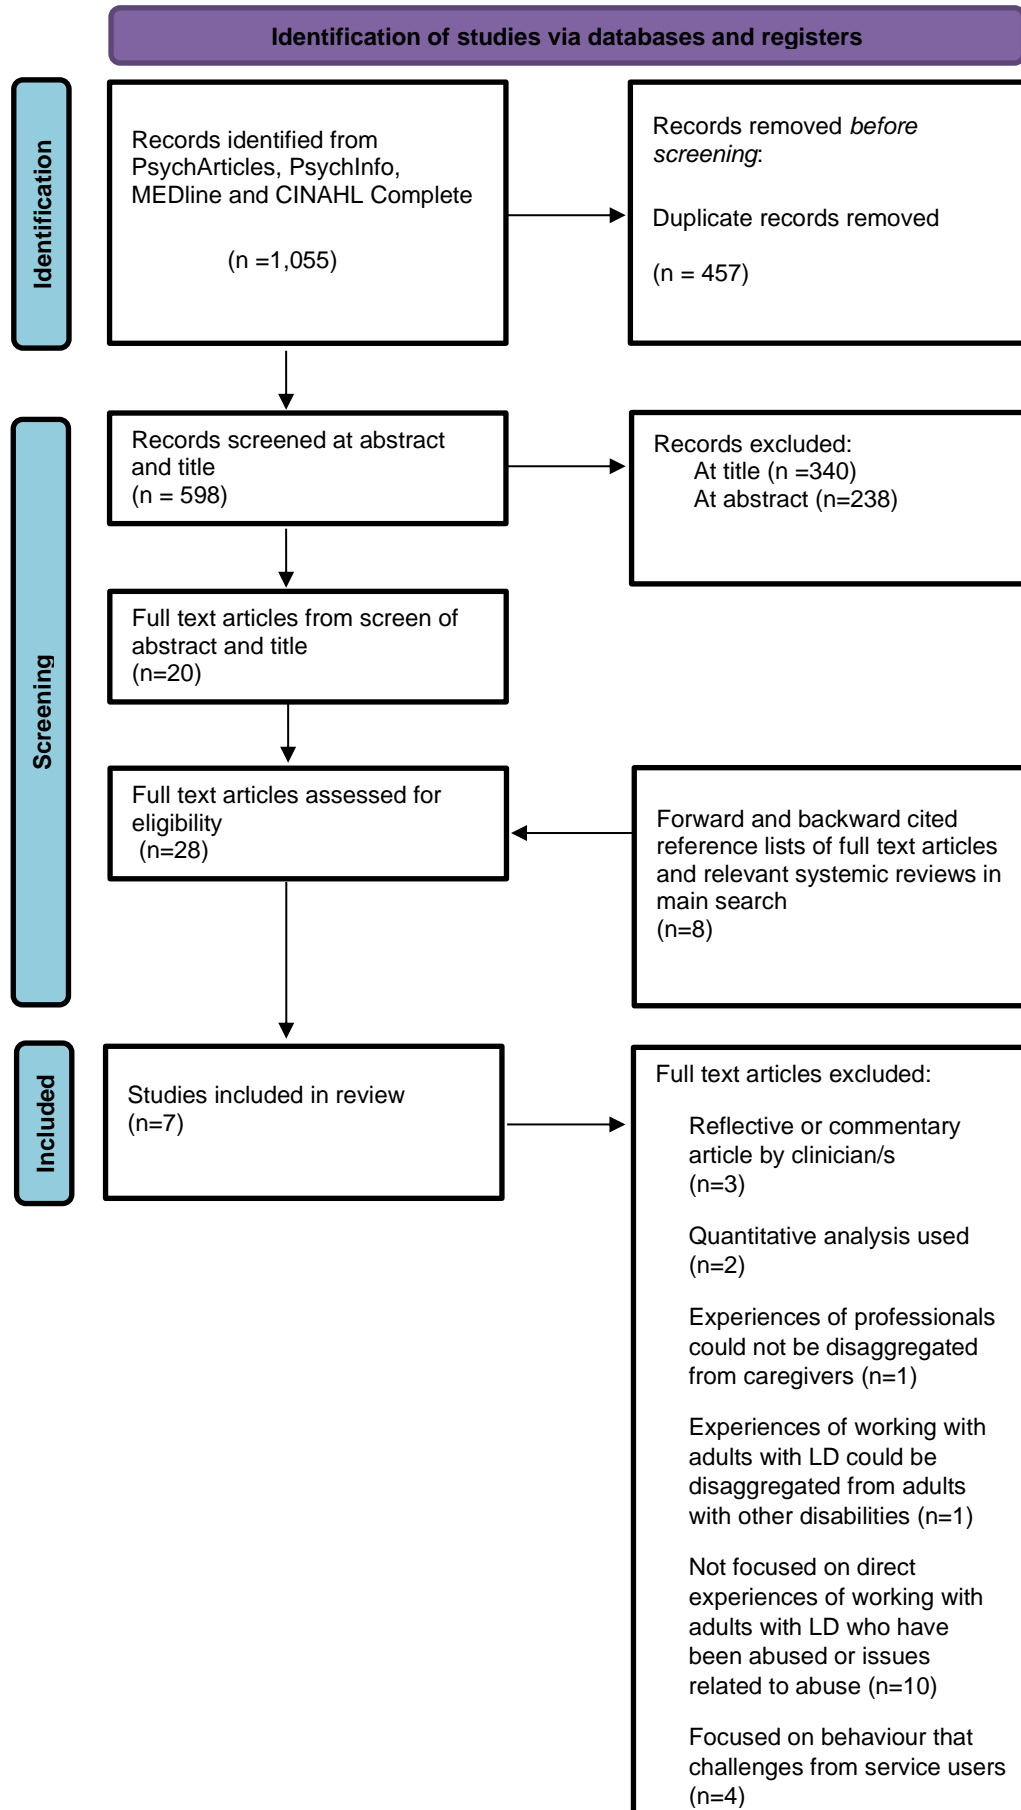 Identification of studies via databases and registers
Identification
Records identified from
PsychArticles, PsychInfo,
MEDline and CINAHL Complete
(n =1,055)
Records removed before
screening:
Duplicate records removed
(n = 457)
Screening
Records screened at abstract
and title
(n = 598)
Records excluded:
At title (n =340)
At abstract (n=238)
Full text articles from screen of
abstract and title
(n=20)
Full text articles assessed for
eligibility
(n=28)
Forward and backward cited
reference lists of full text articles
and relevant systemic reviews in
main search
(n=8)
Included
Studies included in review
(n=7)
Full text articles excluded:
Reflective or commentary
article by clinician/s
(n=3)
Quantitative analysis used
(n=2)
Experiences of professionals
could not be disaggregated
from caregivers (n=1)
Experiences of working with
adults with LD could be
disaggregated from adults
with other disabilities (n=1)
Not focused on direct
experiences of working with
adults with LD who have
been abused or issues
related to abuse (n=10)
Focused on behaviour that
challenges from service users
(n=4)